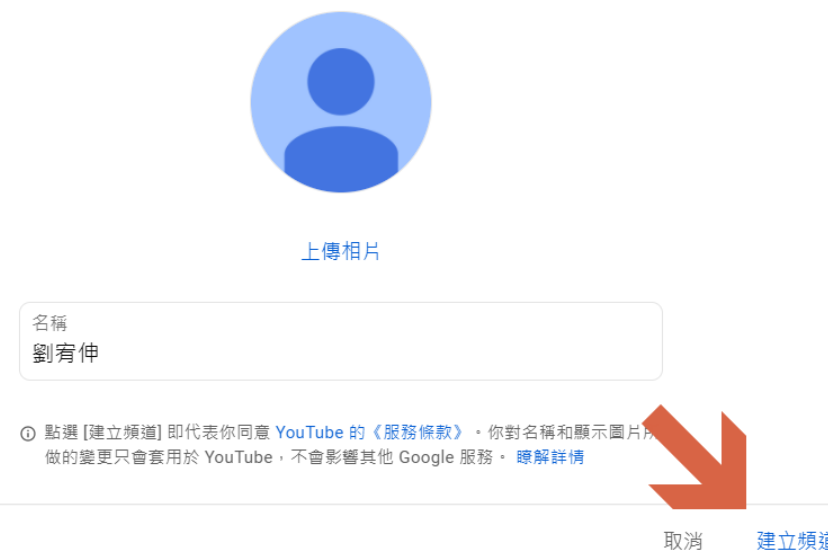 上傳相片
名稱
劉宥伸
點選 [建立頻道] 即代表你同意 YouTube 的《服務條款》。你對名稱和顯示圖片所
做的變更只會套用於 YouTube，不會影響其他 Google 服務。 瞭解詳情
取消
建立頻道